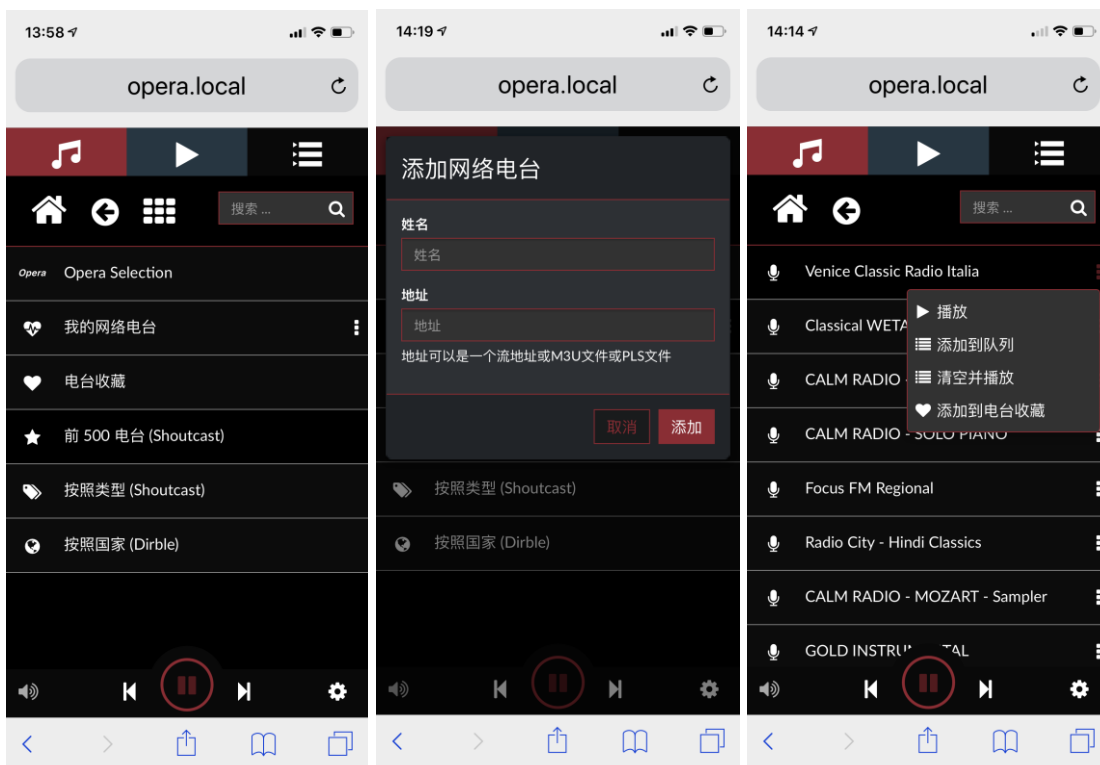 13:58
opera.local
搜索 ...
Opera Opera Selection
我的网络电台
电台收藏
前 500 电台 (Shoutcast)
按照类型 (Shoutcast)
按照国家 (Dirble)
14:19
opera.local
添加网络电台
姓名
姓名
地址
地址
地址可以是一个流地址或M3U文件或PLS文件
取消 添加
按照类型 (Shoutcast)
按照国家 (Dirble)
14:14
opera.local
搜索 ...
Venice Classic Radio Italia
播放
Classical WETA
添加到队列
CALM RADIO
清空并播放
添加到电台收藏
CALM RADIO - SOLO PIANO
Focus FM Regional
Radio City - Hindi Classics
CALM RADIO - MOZART - Sampler
GOLD